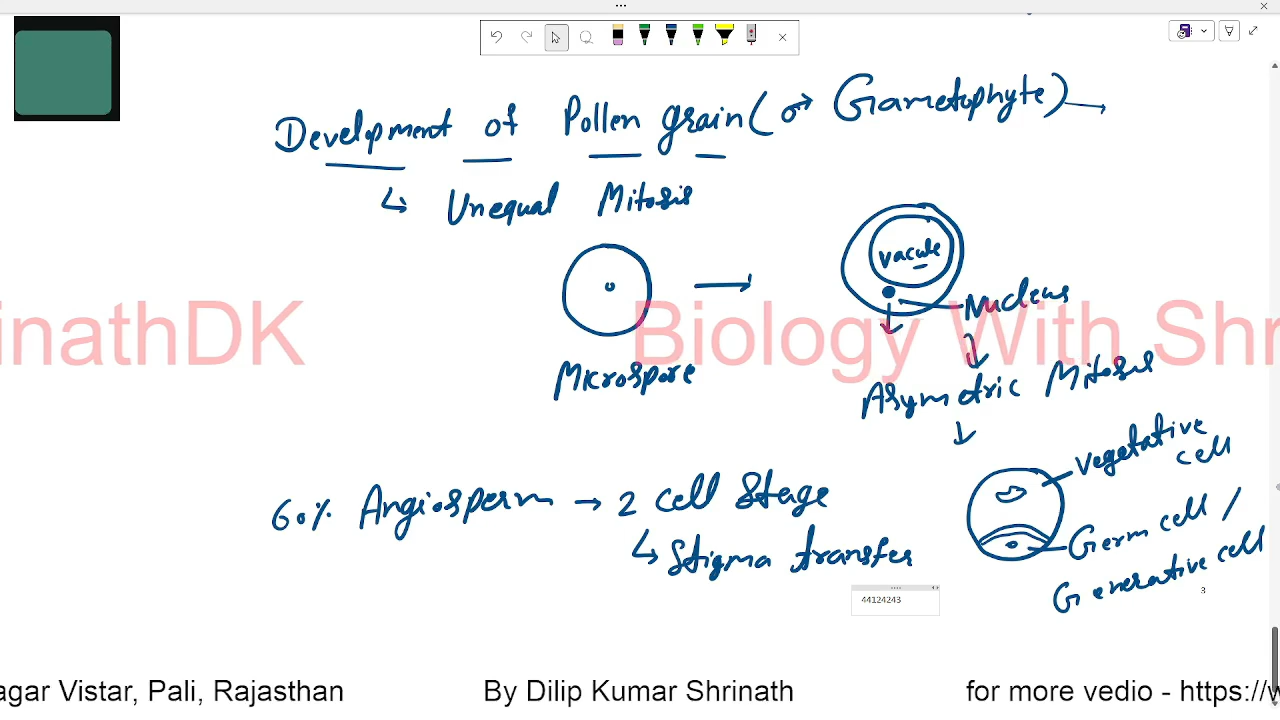 Development of Pollen grain (♂ Gametophyte) →
↳ Unequal Mitosis
vacule
Nucleus
inathDK
Biology With Shr
Microspore
Asymetric Mitosis
vegetative
cell
60% Angiosperm → 2 cell stage
↳ Stigma transfer
Germ cell /
Generative cell
44124243
3
agar Vistar, Pali, Rajasthan
By Dilip Kumar Shrinath
for more vedio - https://w